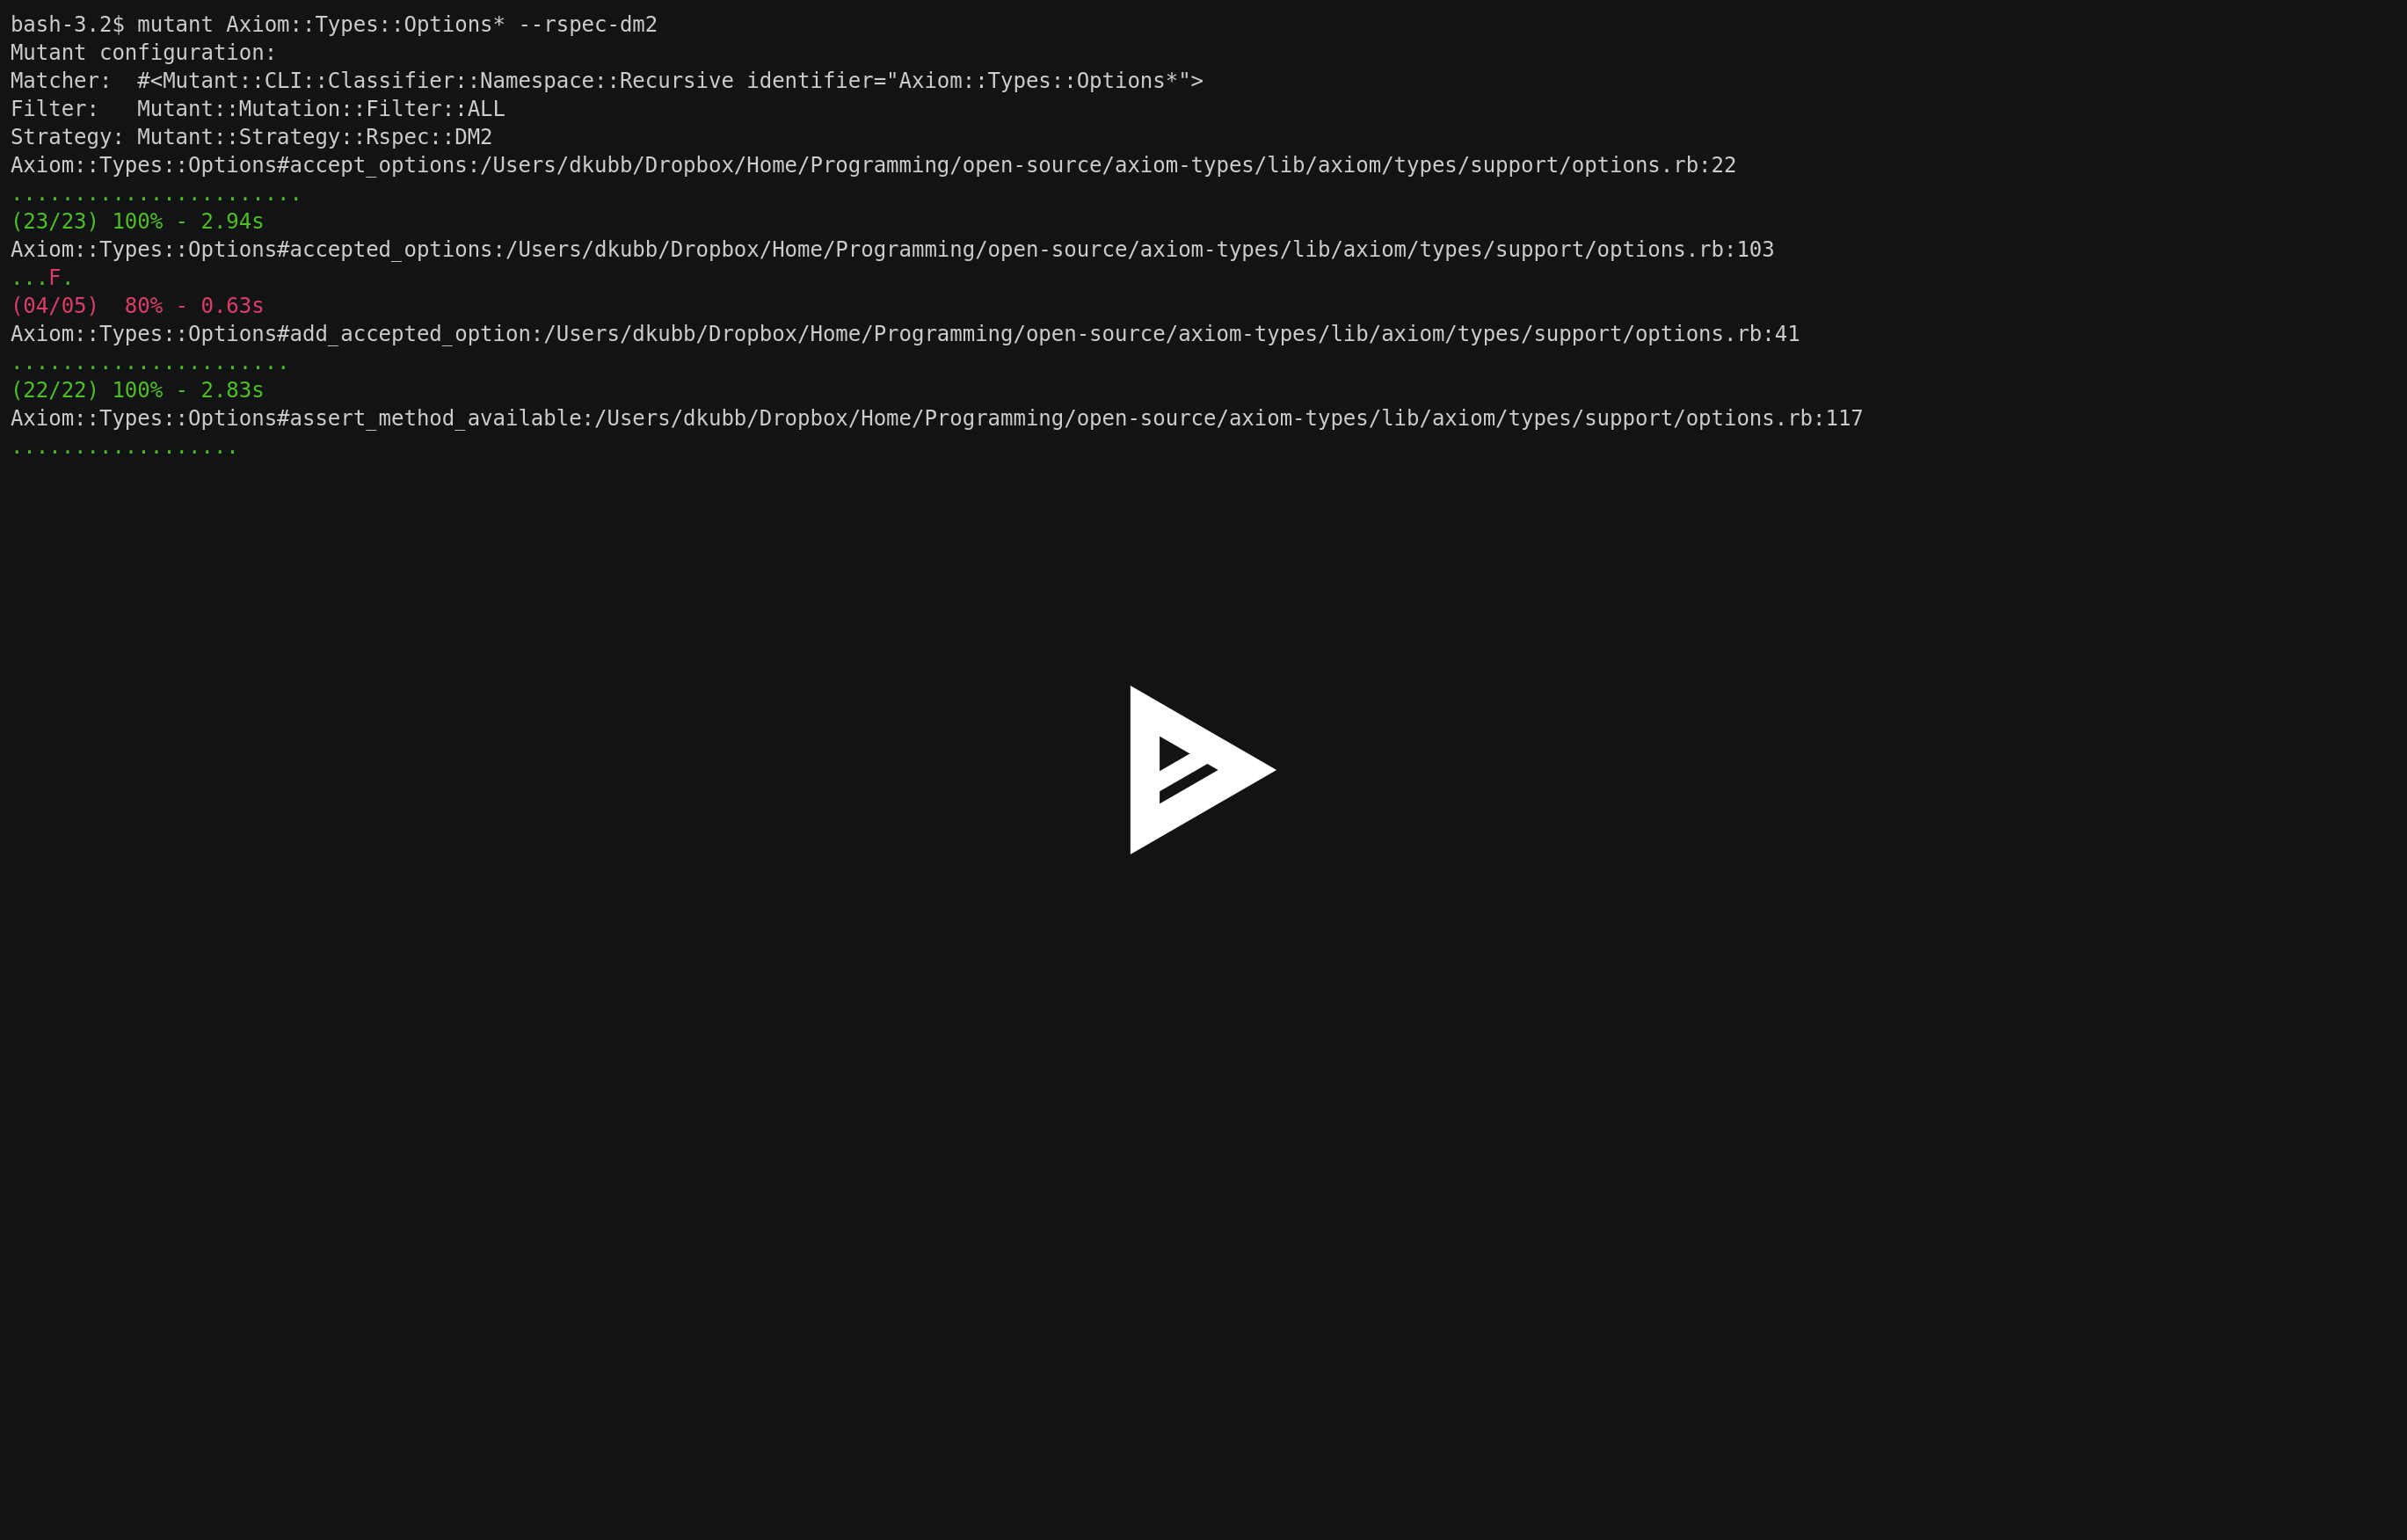 bash-3.2$ mutant Axiom::Types::Options* --rspec-dm2
Mutant configuration:
Matcher:  #<Mutant::CLI::Classifier::Namespace::Recursive identifier="Axiom::Types::Options*">
Filter:   Mutant::Mutation::Filter::ALL
Strategy: Mutant::Strategy::Rspec::DM2
Axiom::Types::Options#accept_options:/Users/dkubb/Dropbox/Home/Programming/open-source/axiom-types/lib/axiom/types/support/options.rb:22
.......................
(23/23) 100% - 2.94s
Axiom::Types::Options#accepted_options:/Users/dkubb/Dropbox/Home/Programming/open-source/axiom-types/lib/axiom/types/support/options.rb:103
...F.
(04/05)  80% - 0.63s
Axiom::Types::Options#add_accepted_option:/Users/dkubb/Dropbox/Home/Programming/open-source/axiom-types/lib/axiom/types/support/options.rb:41
......................
(22/22) 100% - 2.83s
Axiom::Types::Options#assert_method_available:/Users/dkubb/Dropbox/Home/Programming/open-source/axiom-types/lib/axiom/types/support/options.rb:117
..................